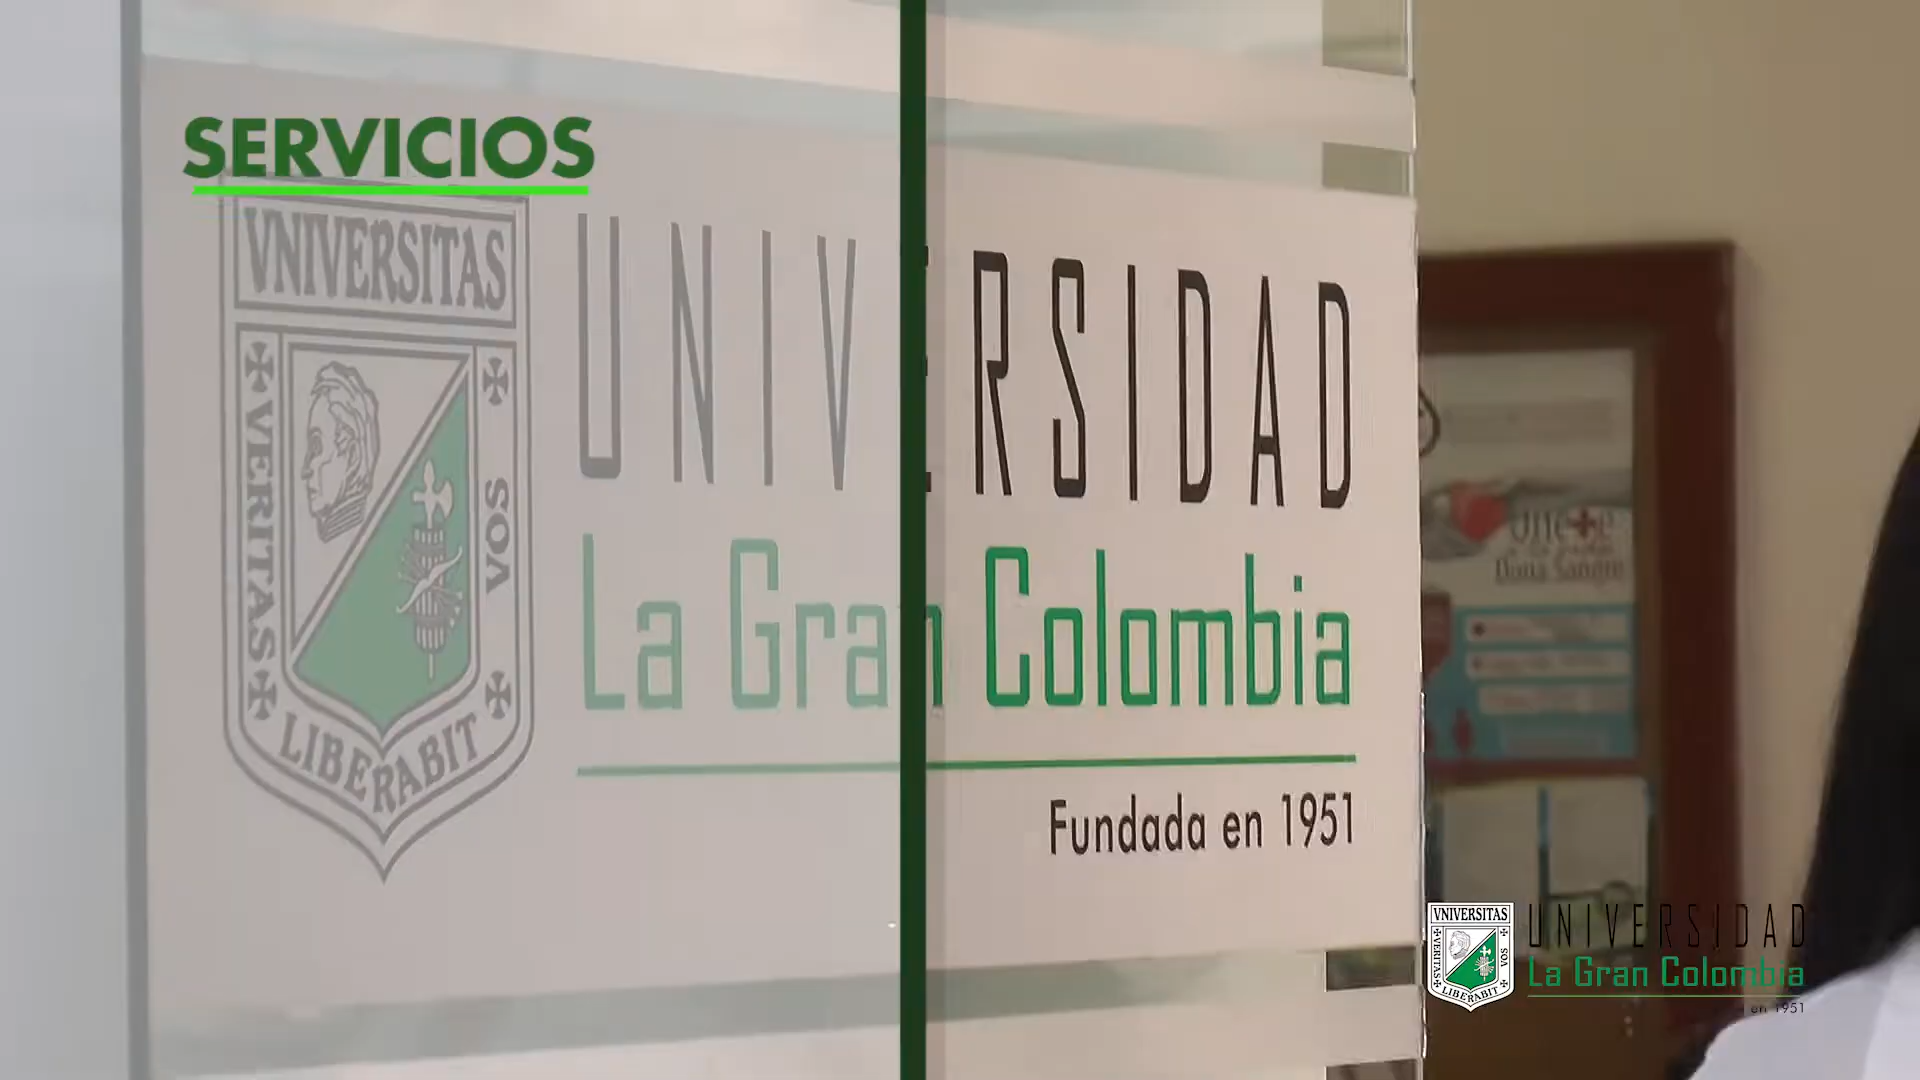 SERVICIOS
VNIVERSITAS
VERITAS
VOS
LIBERABIT
UNIVERSIDAD
La Gran Colombia
Fundada en 1951
Dona Sangre
VNIVERSITAS
VERITAS
VOS
LIBERABIT
UNIVERSIDAD
La Gran Colombia
en 1951